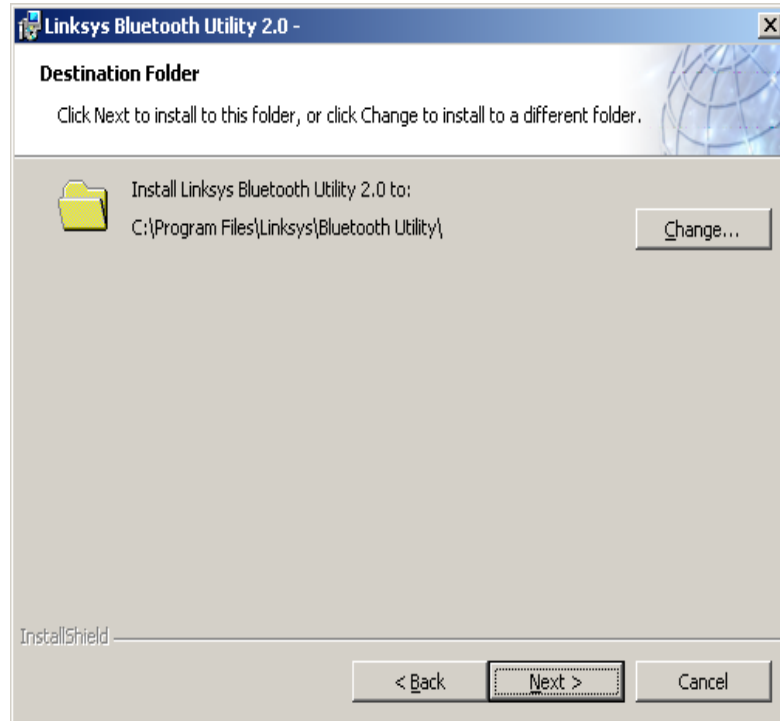 Linksys Bluetooth Utility 2.0 -
Destination Folder
Click Next to install to this folder, or click Change to install to a different folder.
Install Linksys Bluetooth Utility 2.0 to:
C:\Program Files\Linksys\Bluetooth Utility\
Change...
InstallShield
< Back
Next >
Cancel